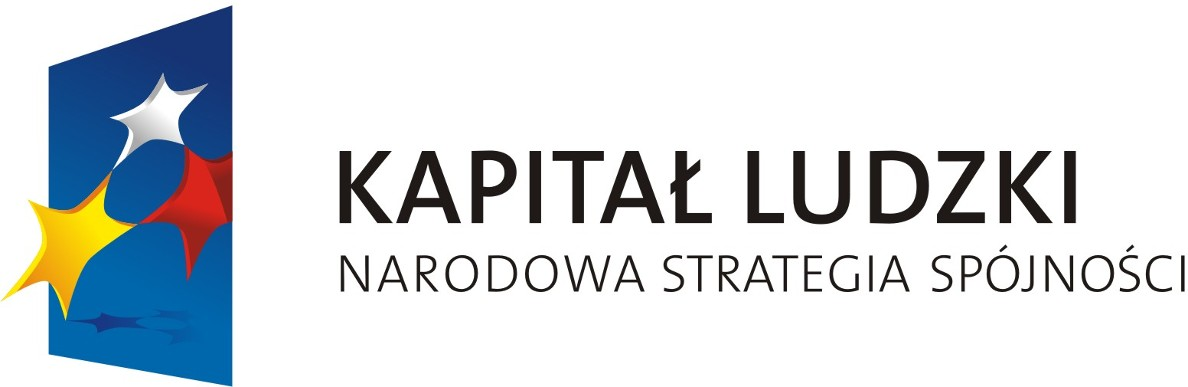 KAPITAŁ LUDZKI
NARODOWA STRATEGIA SPÓJNOŚCI